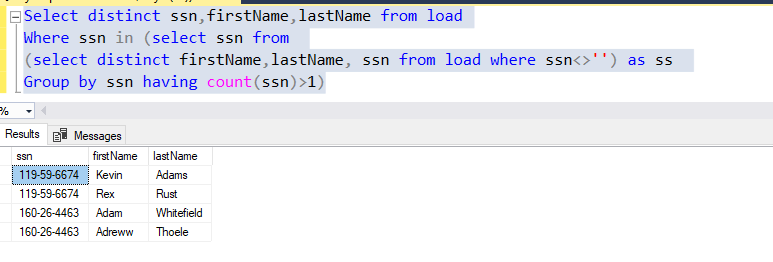 Select distinct ssn,firstName,lastName from load
Where ssn in (select ssn from
(select distinct firstName,lastName, ssn from load where ssn<>'') as ss
Group by ssn having count(ssn)>1)
%
Results Messages
ssn firstName lastName
119-59-6674 Kevin Adams
119-59-6674 Rex Rust
160-26-4463 Adam Whitefield
160-26-4463 Adreww Thoele